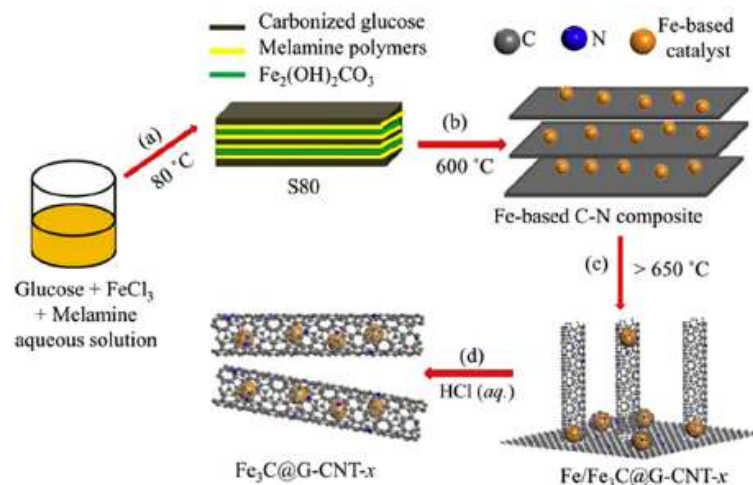 Carbonized glucose
Melamine polymers
Fe₂(OH)₂CO₃
C
N
Fe-based
catalyst
(a)
80 °C
S80
(b)
600 °C
Fe-based C-N composite
Glucose + FeCl₃
+ Melamine
aqueous solution
(c)
> 650 °C
(d)
HCl (aq.)
Fe₃C@G-CNT-x
Fe/Fe₃C@G-CNT-x